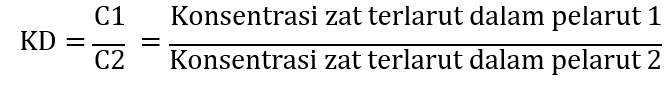 KD = C1/C2 = Konsentrasi zat terlarut dalam pelarut 1 / Konsentrasi zat terlarut dalam pelarut 2